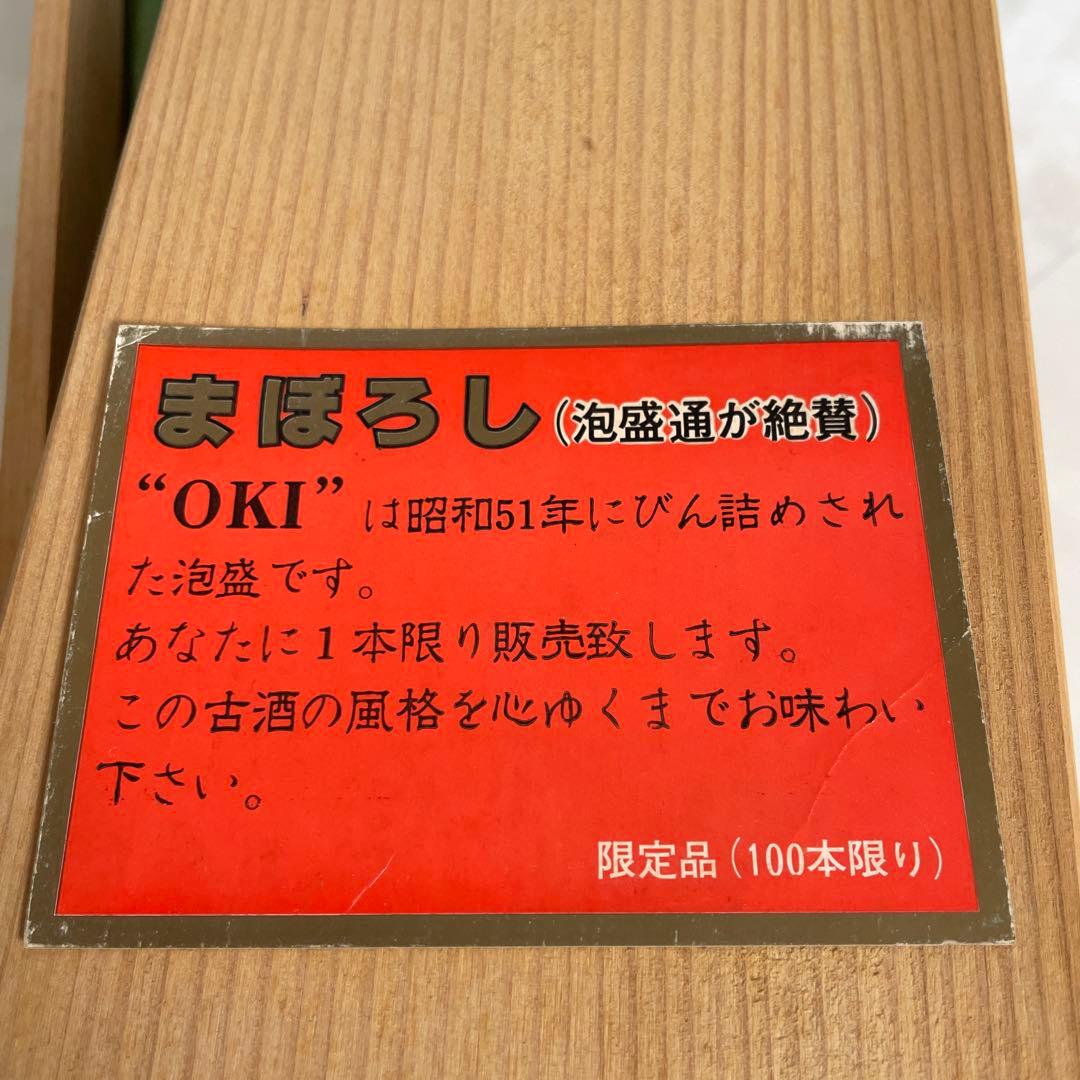 まぼろし(泡盛通が絶賛)
“OKI”は昭和51年にびん詰めされ
た泡盛です。
あなたに1本限り販売致します。
この古酒の風格を心ゆくまでお味わい
下さい。
限定品(100本限り)